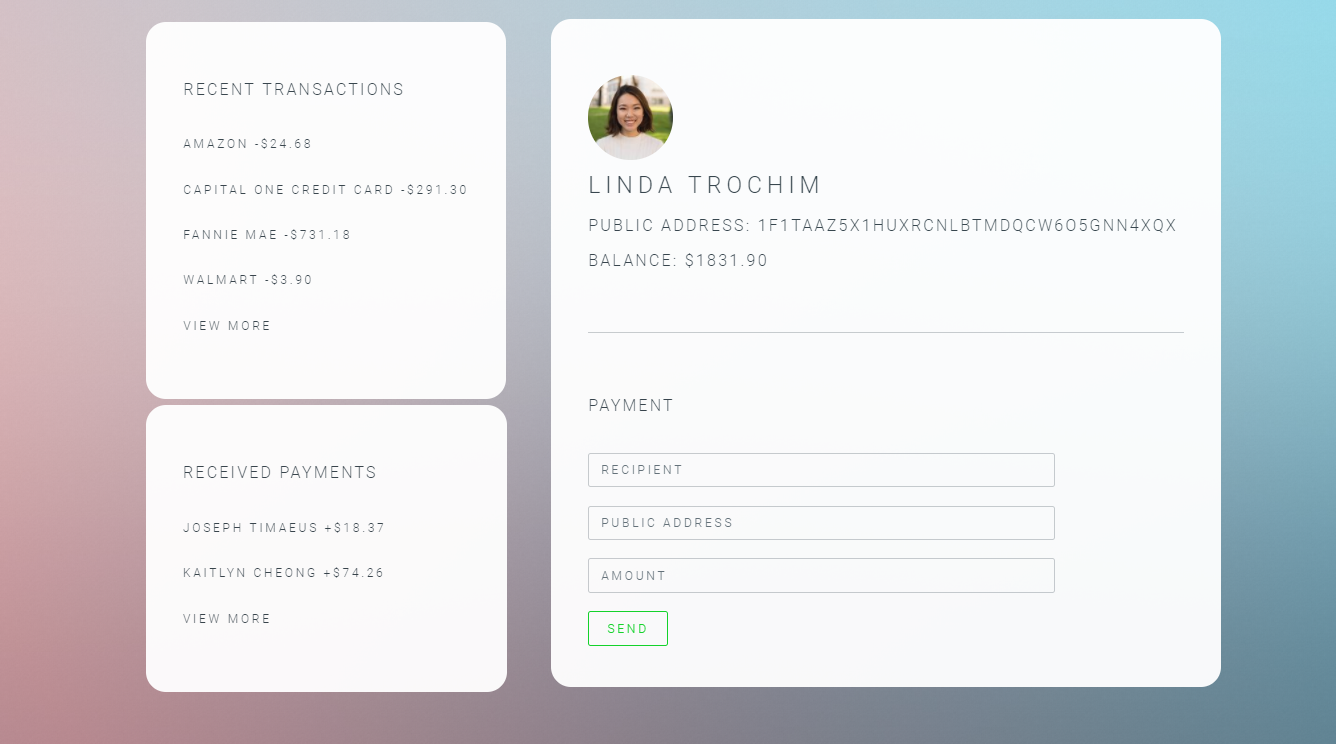 RECENT TRANSACTIONS
AMAZON -$24.68
CAPITAL ONE CREDIT CARD -$291.30
FANNIE MAE -$731.18
WALMART -$3.90
VIEW MORE
RECEIVED PAYMENTS
JOSEPH TIMAEUS +$18.37
KAITLYN CHEONG +$74.26
VIEW MORE
LINDA TROCHIM
PUBLIC ADDRESS: 1F1TAAZ5X1HUXRCNLBTMDQCW6O5GNN4XQX
BALANCE: $1831.90
PAYMENT
RECIPIENT
PUBLIC ADDRESS
AMOUNT
SEND